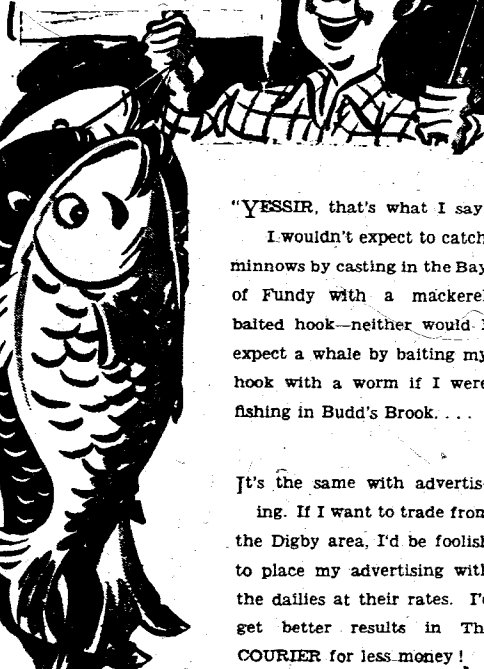 "YESSIR, that's what I say
I wouldn't expect to catch
minnows by casting in the Bay
of Fundy with a mackerel
baited hook—neither would I
expect a whale by baiting my
hook with a worm if I were
fishing in Budd's Brook. . . .
It's the same with advertis-
ing. If I want to trade from
the Digby area, I'd be foolish
to place my advertising with
the dailies at their rates. I'd
get better results in Th
COURIER for less money!